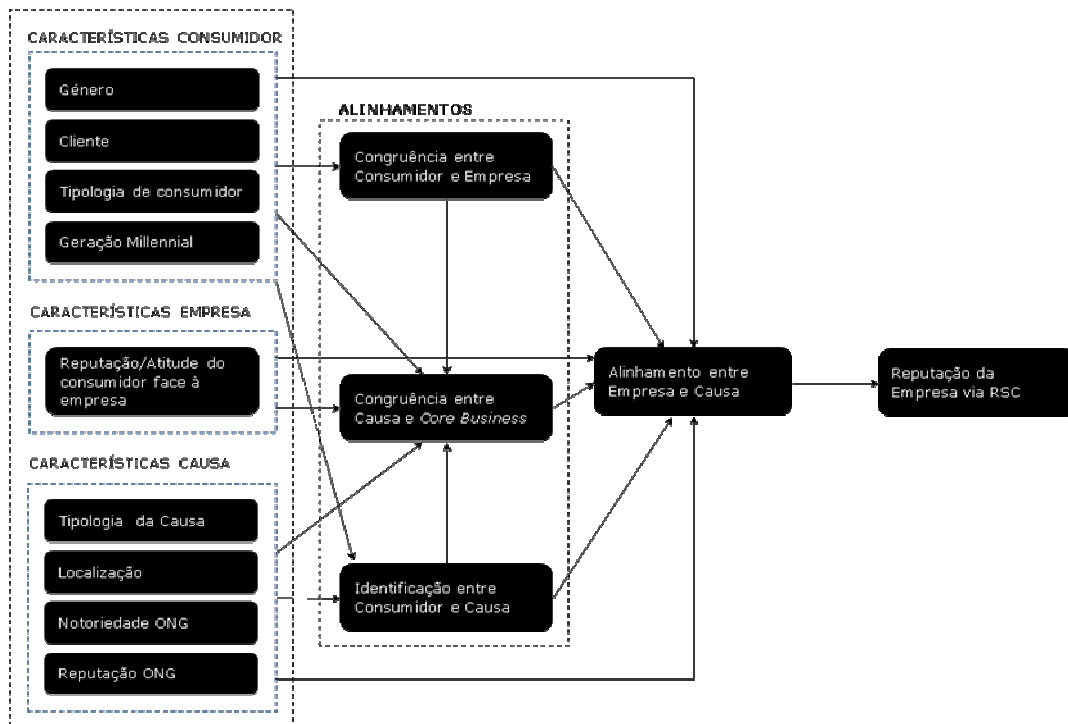 CARACTERÍSTICAS CONSUMIDOR
Género
Cliente
Tipologia de consumidor
Geração Millennial
CARACTERÍSTICAS EMPRESA
Reputação/Atitude do
consumidor face à
empresa
CARACTERÍSTICAS CAUSA
Tipologia da Causa
Localização
Notoriedade ONG
Reputação ONG
ALINHAMENTOS
Congruência entre
Consumidor e Empresa
Congruência entre
Causa e Core Business
Identificação entre
Consumidor e Causa
Alinhamento entre
Empresa e Causa
Reputação da
Empresa via RSC